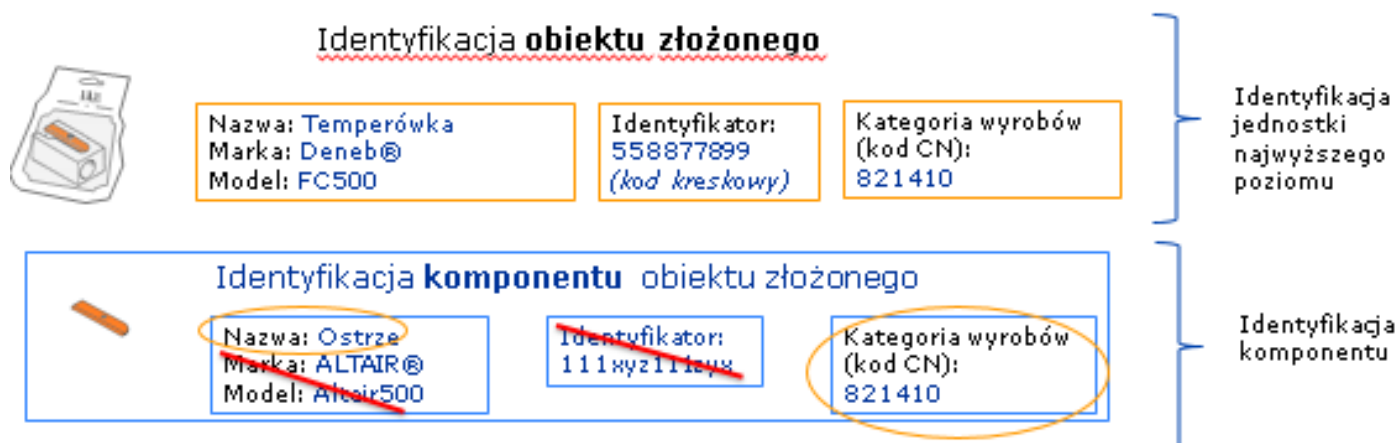 Identyfikacja obiektu złożonego
Nazwa: Temperówka
Marka: Deneb®
Model: FC500
Identyfikator:
558877899
(kod kreskowy)
Kategoria wyrobów
(kod CN):
821410
Identyfikacja
jednostki
najwyższego
poziomu
Identyfikacja komponentu obiektu złożonego
Nazwa: Ostrze
Marka: ALTAIR®
Model: Altair500
Identyfikator:
111xyz111zyx
Kategoria wyrobów
(kod CN):
821410
Identyfikacja
komponentu